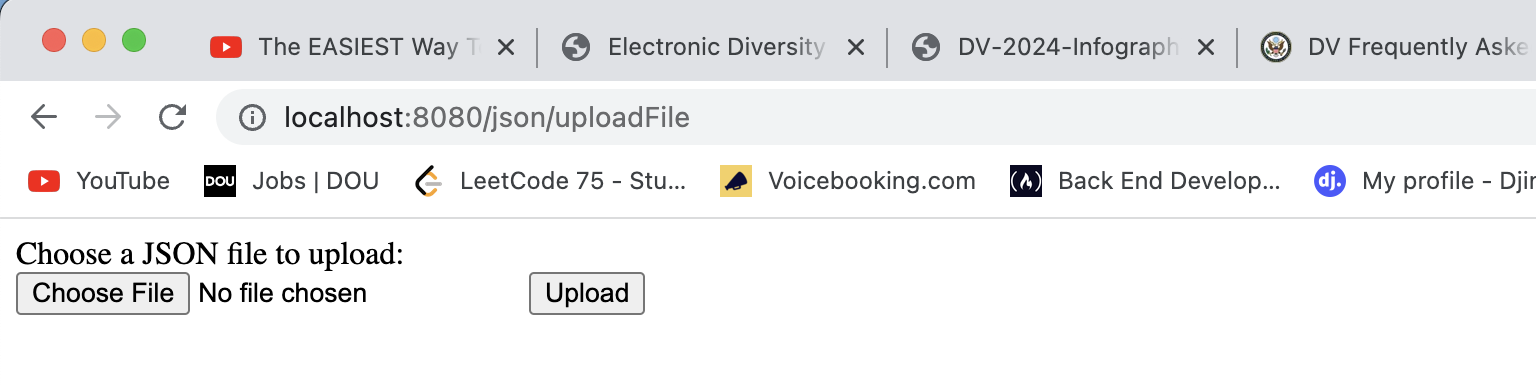 The EASIEST Way T Electronic Diversity DV-2024-Infograph DV Frequently Aske
localhost:8080/json/uploadFile
YouTube DOU Jobs | DOU LeetCode 75 - Stu... Voicebooking.com Back End Develop... dj. My profile - Djin
Choose a JSON file to upload:
Choose File No file chosen Upload